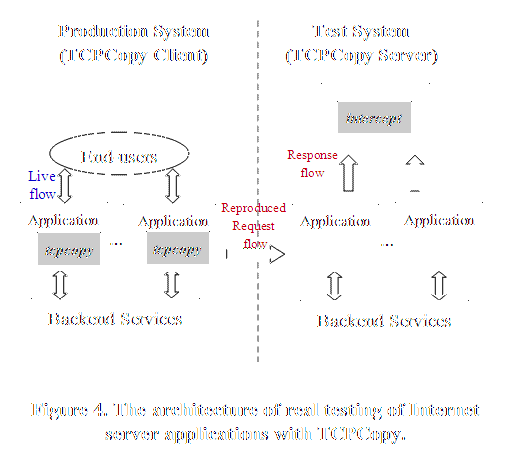 Production System
(TCPCopy Client)
Test System
(TCPCopy Server)
intercept
End users
Live
flow
Response
flow
Application
Application
Reproduced
Request
flow
Application
Application
tcpcopy
...
tcpcopy
...
Backend Services
Backend Services
Figure 4. The architecture of real testing of Internet
server applications with TCPCopy.